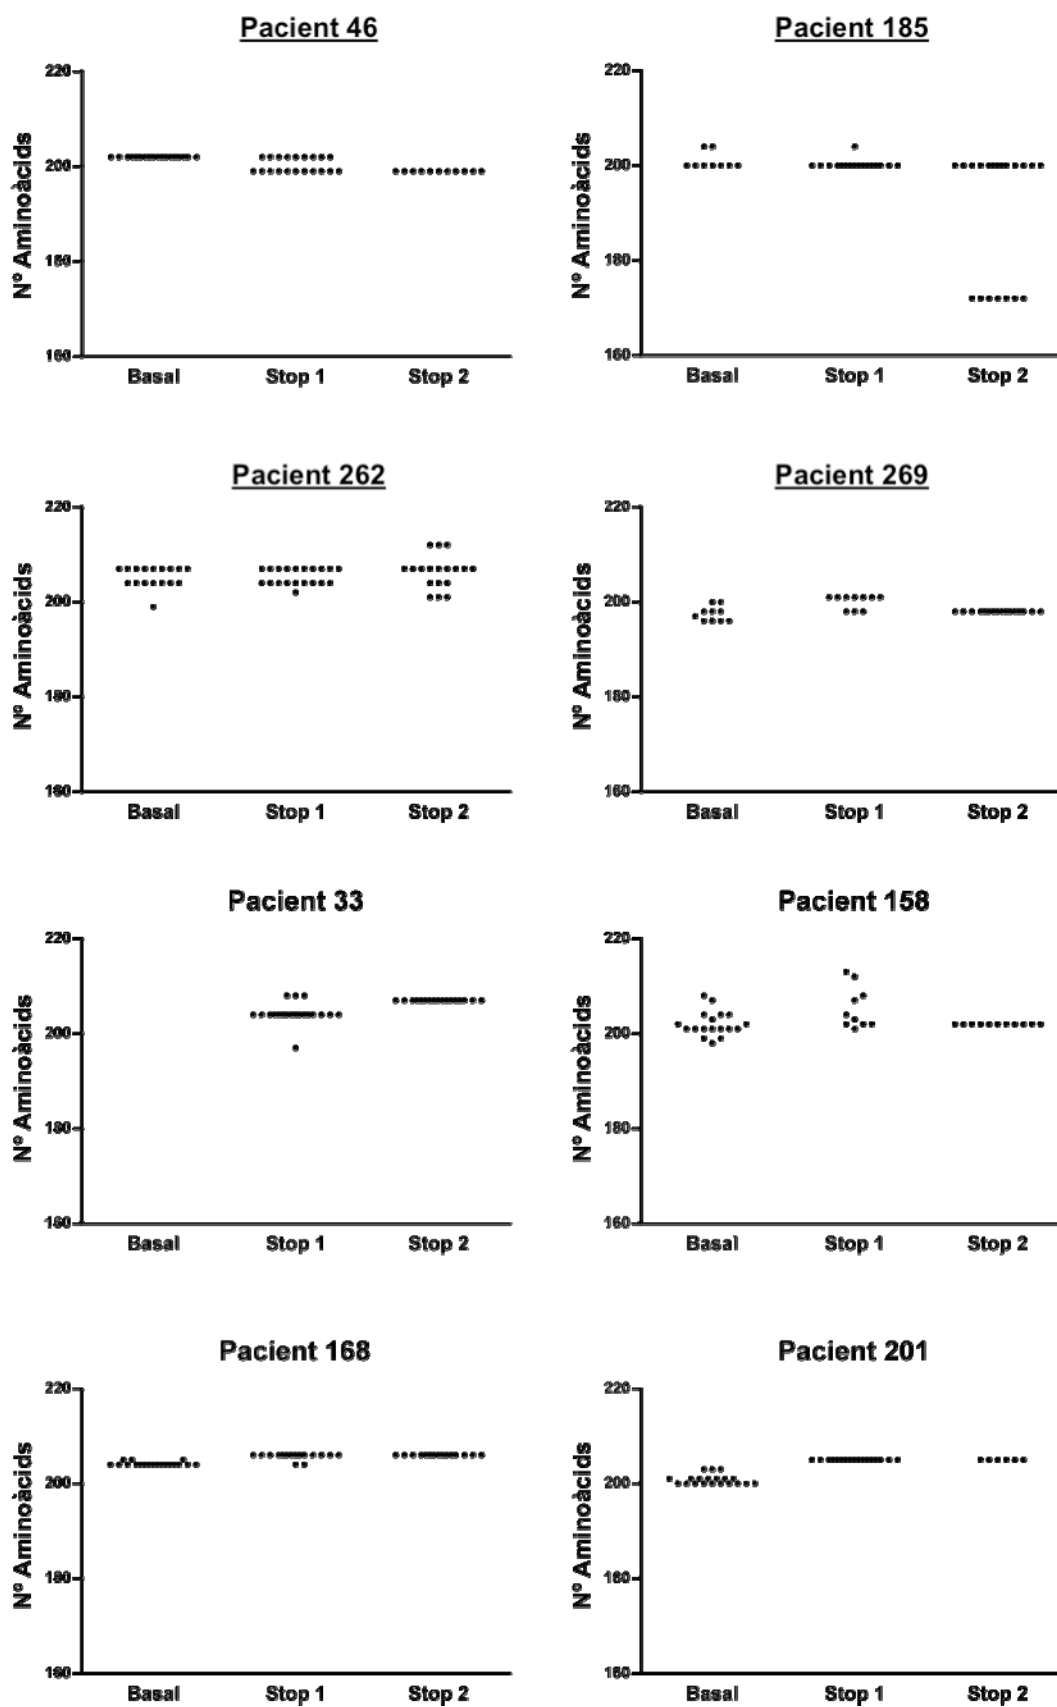 Pacient 46
Nº Aminoàcids
220
200
180
160
Basal Stop 1 Stop 2
Pacient 185
Nº Aminoàcids
220
200
180
160
Basal Stop 1 Stop 2
Pacient 262
Nº Aminoàcids
220
200
180
160
Basal Stop 1 Stop 2
Pacient 269
Nº Aminoàcids
220
200
180
160
Basal Stop 1 Stop 2
Pacient 33
Nº Aminoàcids
220
200
180
160
Basal Stop 1 Stop 2
Pacient 158
Nº Aminoàcids
220
200
180
160
Basal Stop 1 Stop 2
Pacient 168
Nº Aminoàcids
220
200
180
160
Basal Stop 1 Stop 2
Pacient 201
Nº Aminoàcids
220
200
180
160
Basal Stop 1 Stop 2